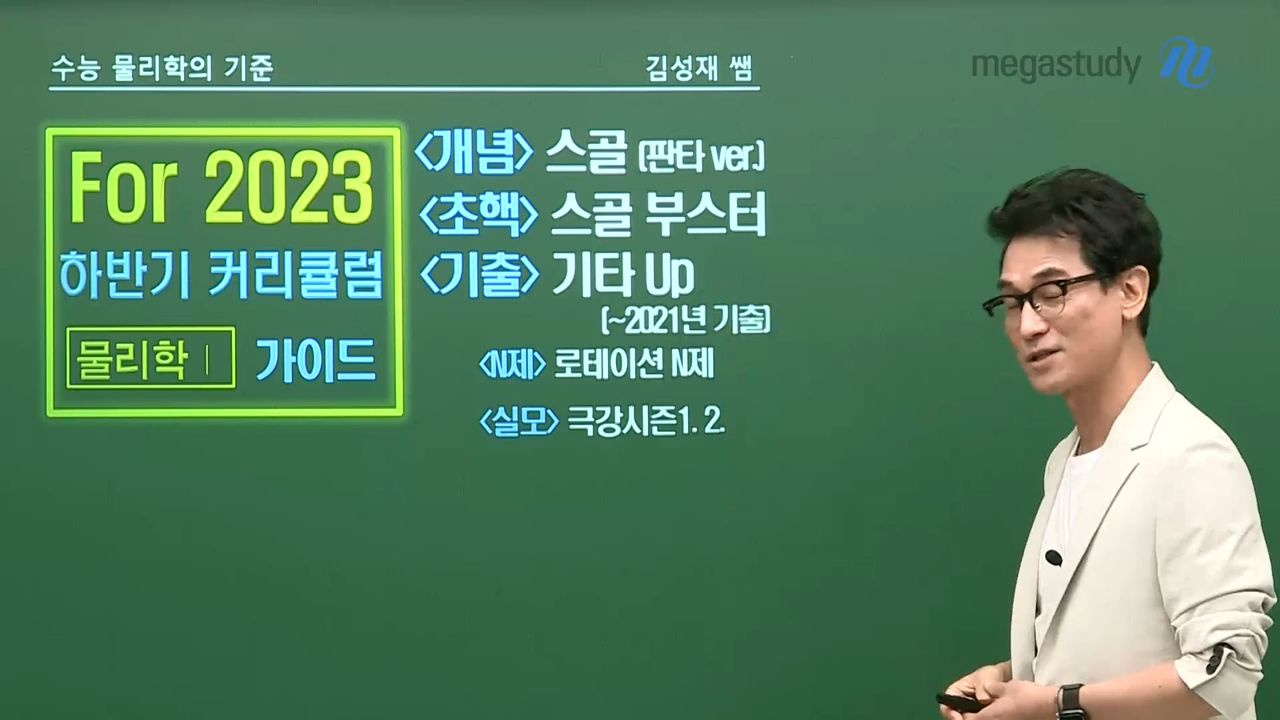 수능 물리학의 기준
김성재 쌤
megastudy
For 2023
하반기 커리큘럼
물리학 I 가이드
<개념> 스골 [판타 ver.]
<초핵> 스골 부스터
<기출> 기타 Up
[~2021년 기출]
<N제> 로테이션 N제
<실모> 극강시즌1. 2.